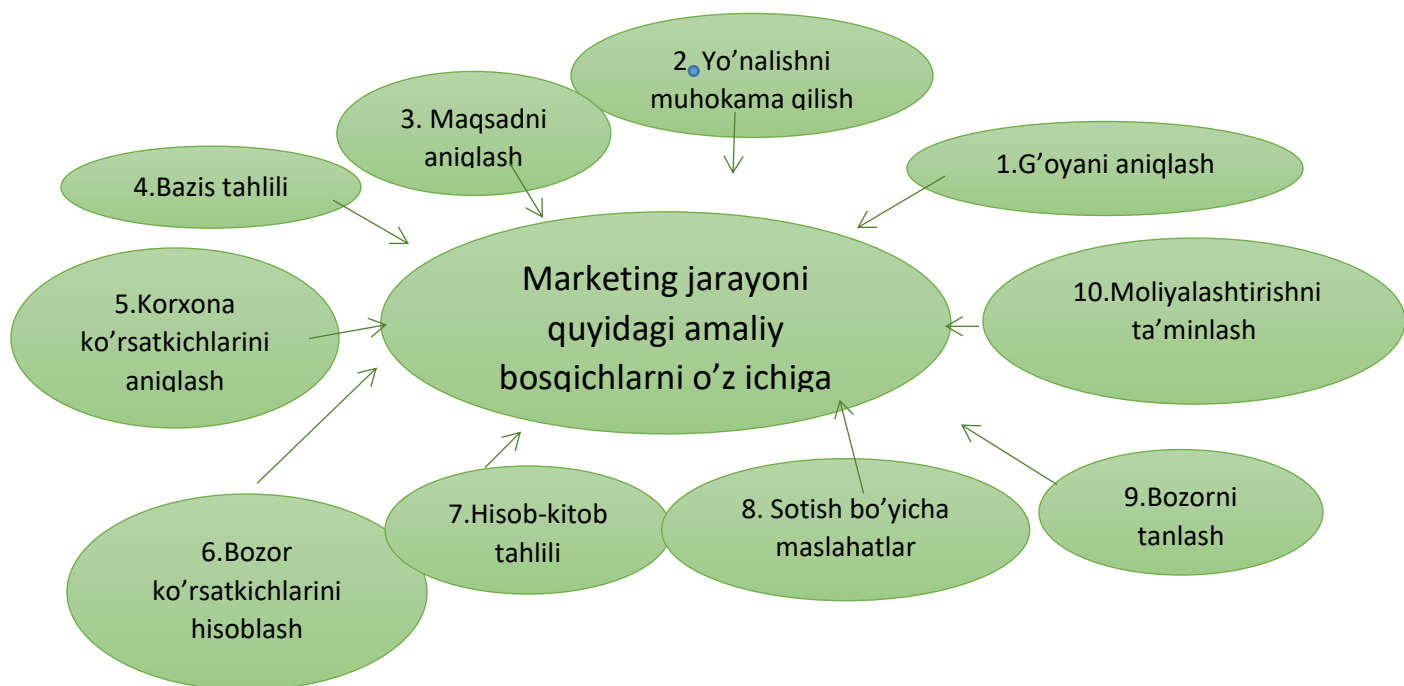 2. Yo’nalishni
muhokama qilish
3. Maqsadni
aniqlash
1.G’oyani aniqlash
4.Bazis tahlili
Marketing jarayoni
quyidagi amaliy
bosqichlarni o’z ichiga
5.Korxona
ko’rsatkichlarini
aniqlash
10.Moliyalashtirishni
ta’minlash
6.Bozor
ko’rsatkichlarini
hisoblash
7.Hisob-kitob
tahlili
8. Sotish bo’yicha
maslahatlar
9.Bozorni
tanlash